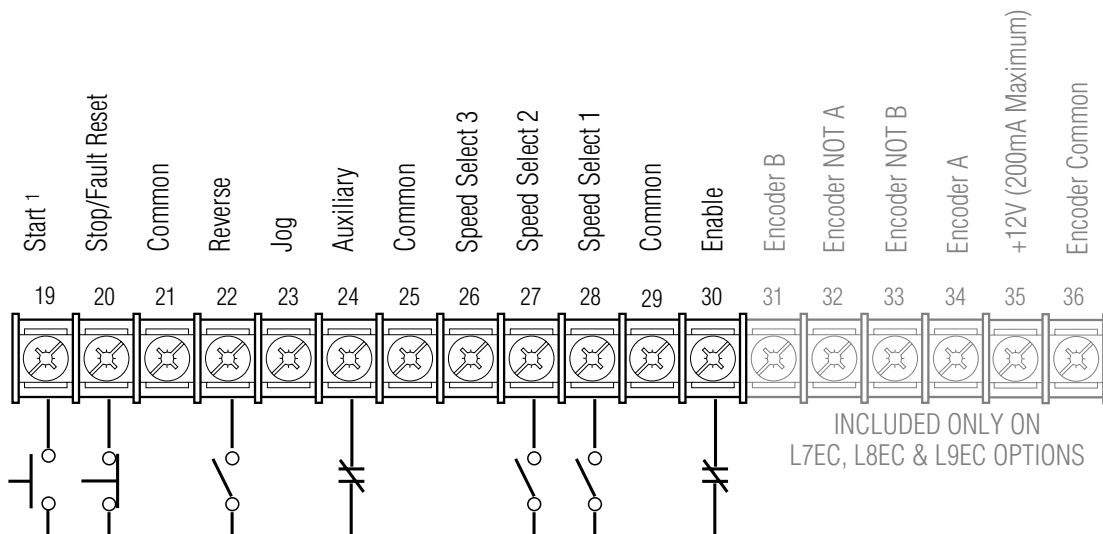 Start 1
Stop/Fault Reset
Common
Reverse
Jog
Auxiliary
Common
Speed Select 3
Speed Select 2
Speed Select 1
Common
Enable
Encoder B
Encoder NOT A
Encoder NOT B
Encoder A
+12V (200mA Maximum)
Encoder Common
19 20 21 22 23 24 25 26 27 28 29 30 31 32 33 34 35 36
INCLUDED ONLY ON
L7EC, L8EC & L9EC OPTIONS